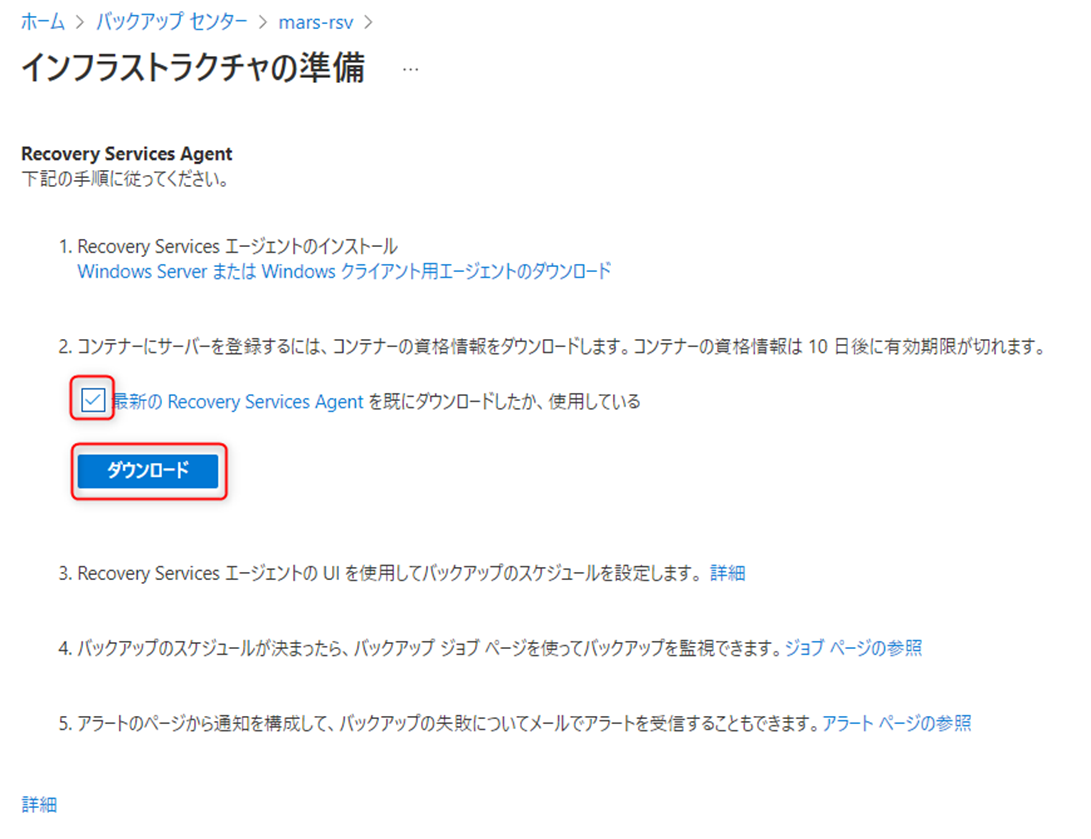 ホーム > バックアップ センター > mars-rsv >
インフラストラクチャの準備 ...
Recovery Services Agent
下記の手順に従ってください。
1. Recovery Services エージェントのインストール
Windows Server または Windows クライアント用エージェントのダウンロード
2. コンテナーにサーバーを登録するには、コンテナーの資格情報をダウンロードします。コンテナーの資格情報は 10 日後に有効期限が切れます。
最新の Recovery Services Agent を既にダウンロードしたか、使用している
ダウンロード
3. Recovery Services エージェントの UI を使用してバックアップのスケジュールを設定します。 詳細
4. バックアップのスケジュールが決まったら、バックアップ ジョブ ページを使ってバックアップを監視できます。ジョブ ページの参照
5. アラートのページから通知を構成して、バックアップの失敗についてメールでアラートを受信することもできます。アラート ページの参照
詳細